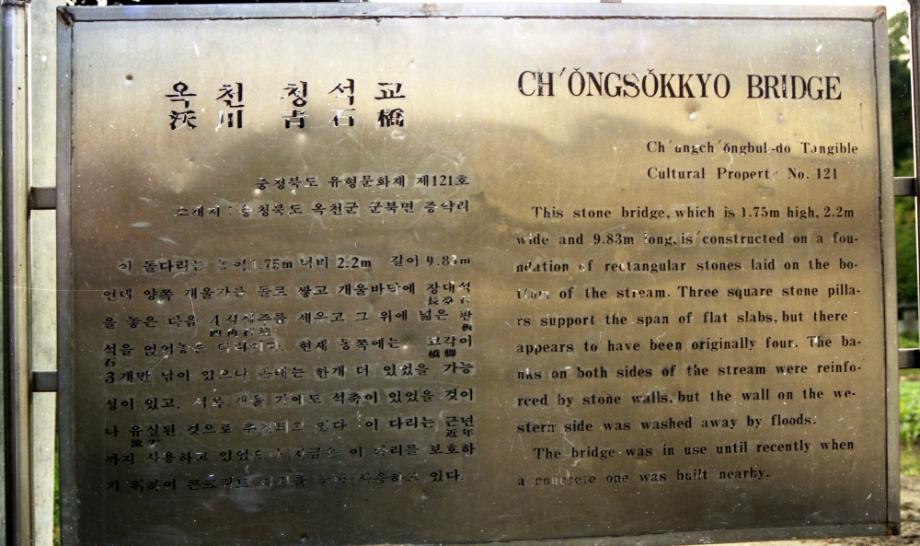 옥천 청석교
沃川 靑石橋
충청북도 유형문화재 제121호
소재지 : 충청북도 옥천군 군북면 증약리
이 돌다리는 높이 1.75m 너비 2.2m 길이 9.83m
인데 양쪽 개울가는 돌로 쌓고 개울바닥에 장대석
長臺石
을 놓은 다음 4각석주를 세우고 그 위에 넓은 판
四角石柱 板
석을 얹어놓은 다리이다. 현재 동쪽에는 교각이
石 橋脚
3개만 남아 있으나 본래는 한개 더 있었을 가능
성이 있고, 서쪽 개울 가에도 석축이 있었을 것이
나 유실된 것으로 추정되고 있다. 이 다리는 근년
流失 近年
까지 사용하고 있었으나 지금은 이 다리를 보호하
기 위하여 콘크리트 사용하고 있다.
CH'ŎNGSŎKKYO BRIDGE
Ch'ungch'ŏngbuk-do Tangible
Cultural Property No. 121
This stone bridge, which is 1.75m high, 2.2m
wide and 9.83m long, is constructed on a fou-
ndation of rectangular stones laid on the bo-
ttom of the stream. Three square stone pilla-
rs support the span of flat slabs, but there
appears to have been originally four. The ba-
nks on both sides of the stream were reinfo-
rced by stone walls, but the wall on the we-
stern side was washed away by floods.
The bridge was in use until recently when
a concrete one was built nearby.